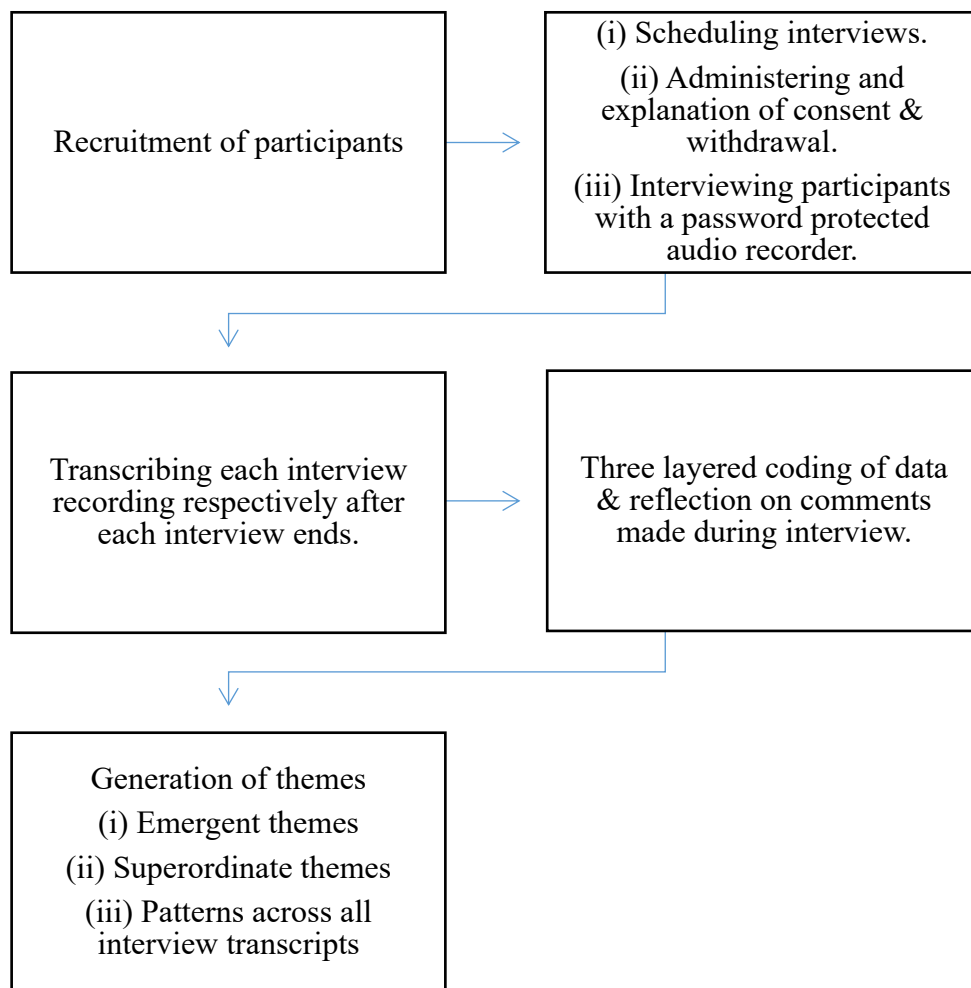 Recruitment of participants
(i) Scheduling interviews.
(ii) Administering and
explanation of consent &
withdrawal.
(iii) Interviewing participants
with a password protected
audio recorder.
Transcribing each interview
recording respectively after
each interview ends.
Three layered coding of data
& reflection on comments
made during interview.
Generation of themes
(i) Emergent themes
(ii) Superordinate themes
(iii) Patterns across all
interview transcripts